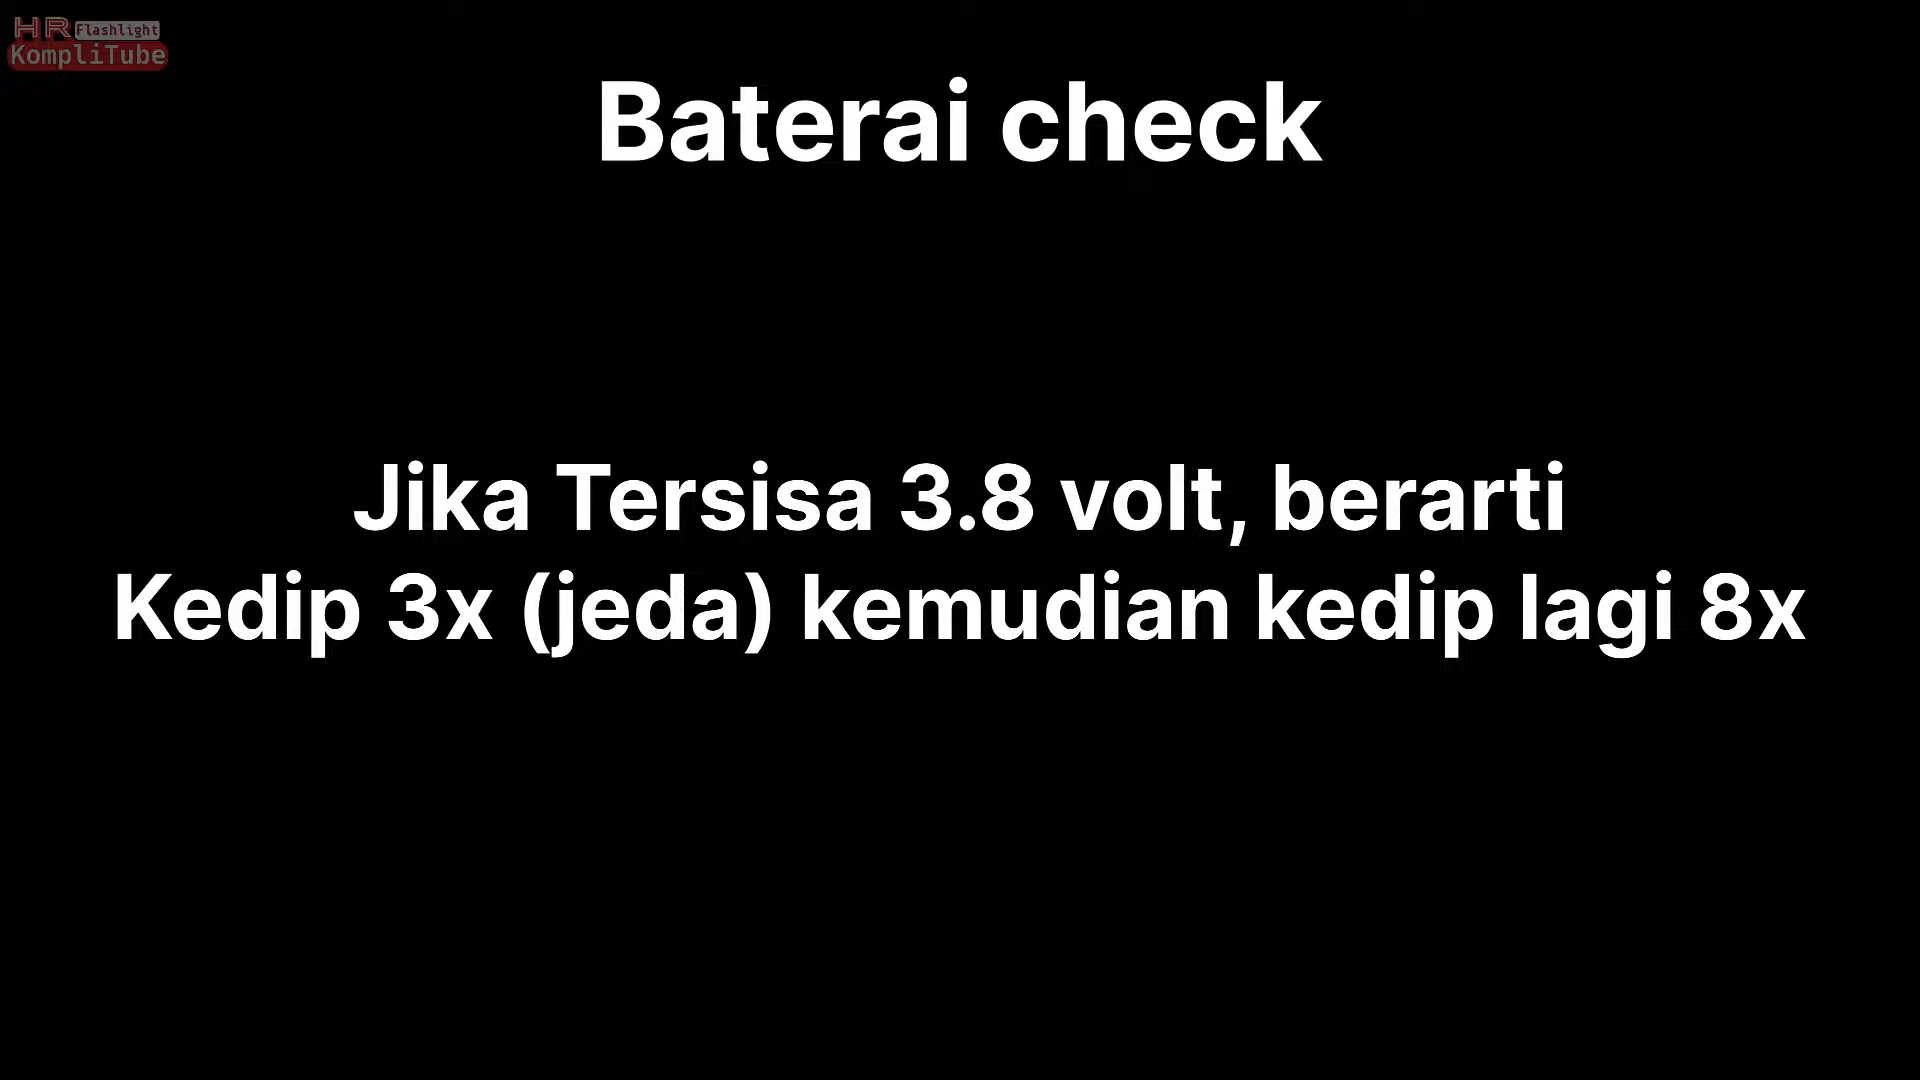 HR Flashlight
KompliTube
Baterai check
Jika Tersisa 3.8 volt, berarti
Kedip 3x (jeda) kemudian kedip lagi 8x